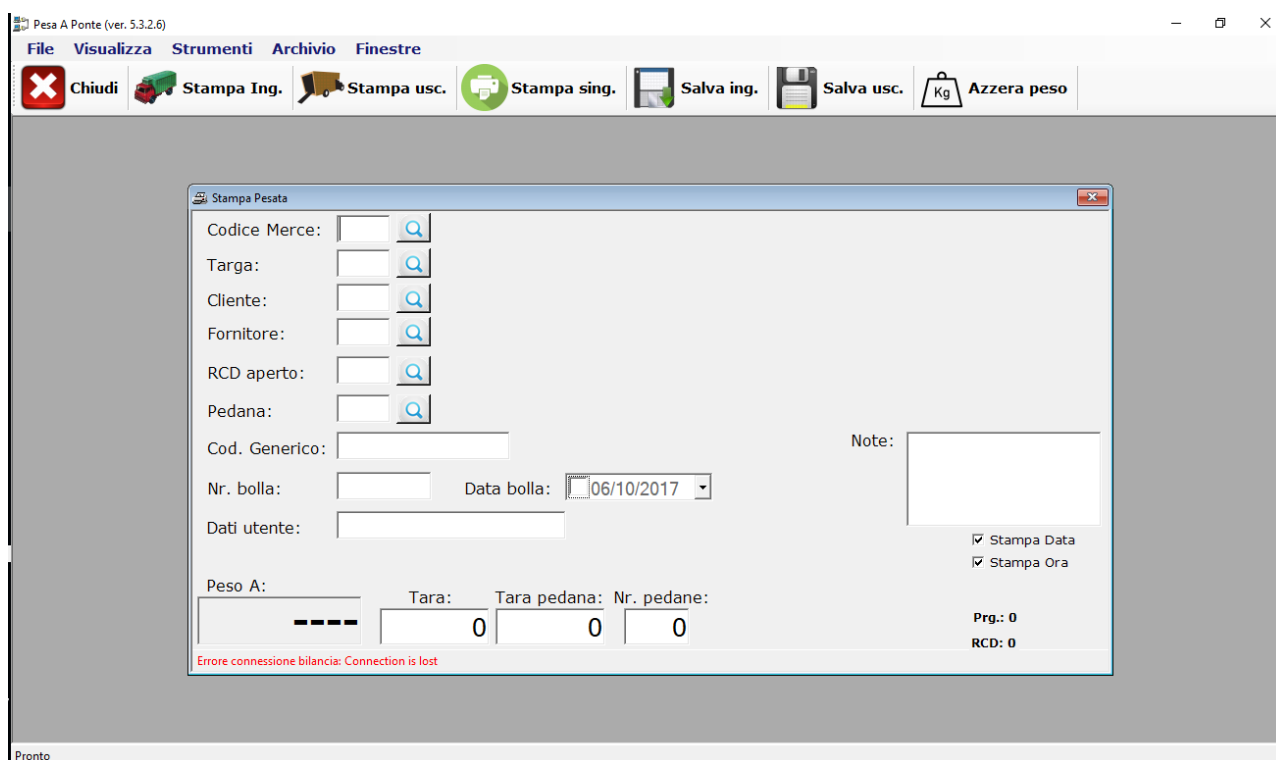 Pesa A Ponte (ver. 5.3.2.6)
File Visualizza Strumenti Archivio Finestre
Chiudi Stampa Ing. Stampa usc. Stampa sing. Salva ing. Salva usc. Kg Azzera peso
Stampa Pesata
Codice Merce:
Targa:
Cliente:
Fornitore:
RCD aperto:
Pedana:
Cod. Generico:
Note:
Nr. bolla: Data bolla: 06/10/2017
Dati utente:
Stampa Data
Stampa Ora
Peso A: Tara: Tara pedana: Nr. pedane:
---- 0 0 0
Prg.: 0
RCD: 0
Errore connessione bilancia: Connection is lost
Pronto